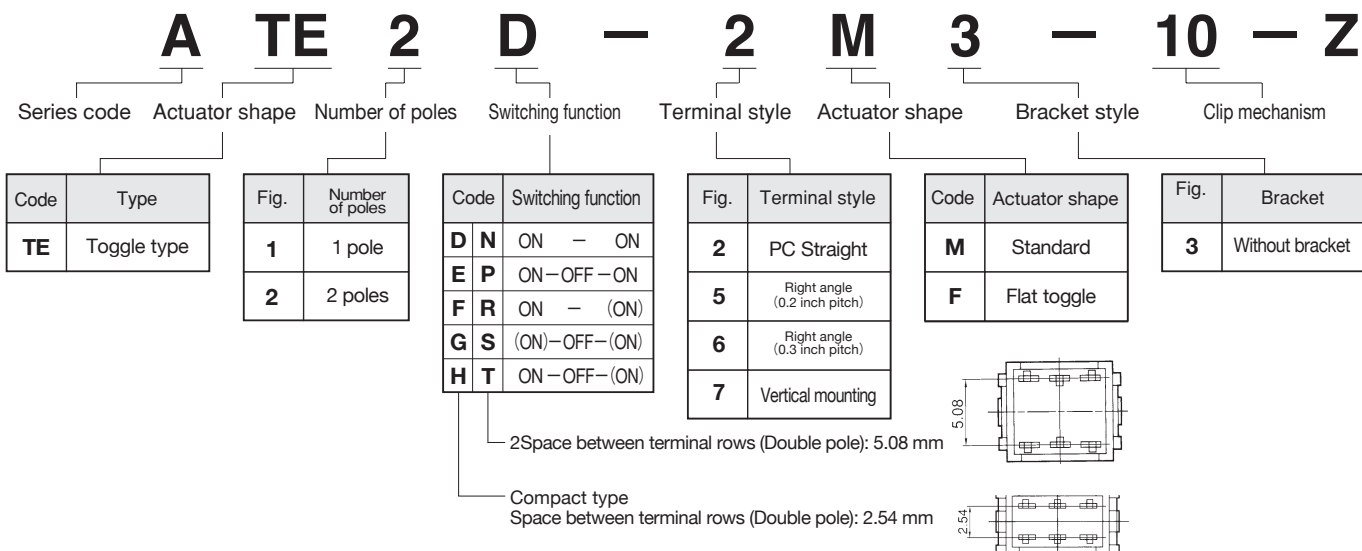 A TE 2 D － 2 M 3 － 10 － Z
Series code Actuator shape Number of poles Switching function Terminal style Actuator shape Bracket style Clip mechanism
Code Type
TE Toggle type
Fig. Number of poles
1 1 pole
2 2 poles
Code Switching function
D N ON － ON
E P ON－OFF－ON
F R ON － (ON)
G S (ON)－OFF－(ON)
H T ON－OFF－(ON)
Fig. Terminal style
2 PC Straight
5 Right angle (0.2 inch pitch)
6 Right angle (0.3 inch pitch)
7 Vertical mounting
Code Actuator shape
M Standard
F Flat toggle
Fig. Bracket
3 Without bracket
5.08
2Space between terminal rows (Double pole): 5.08 mm
Compact type
Space between terminal rows (Double pole): 2.54 mm
2.54